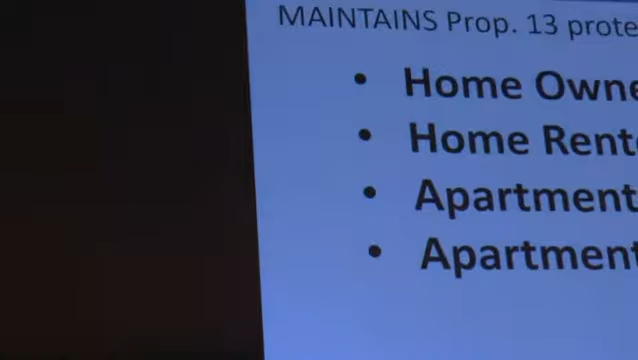 MAINTAINS Prop. 13 prote
• Home Owne
• Home Rent
• Apartment
• Apartment